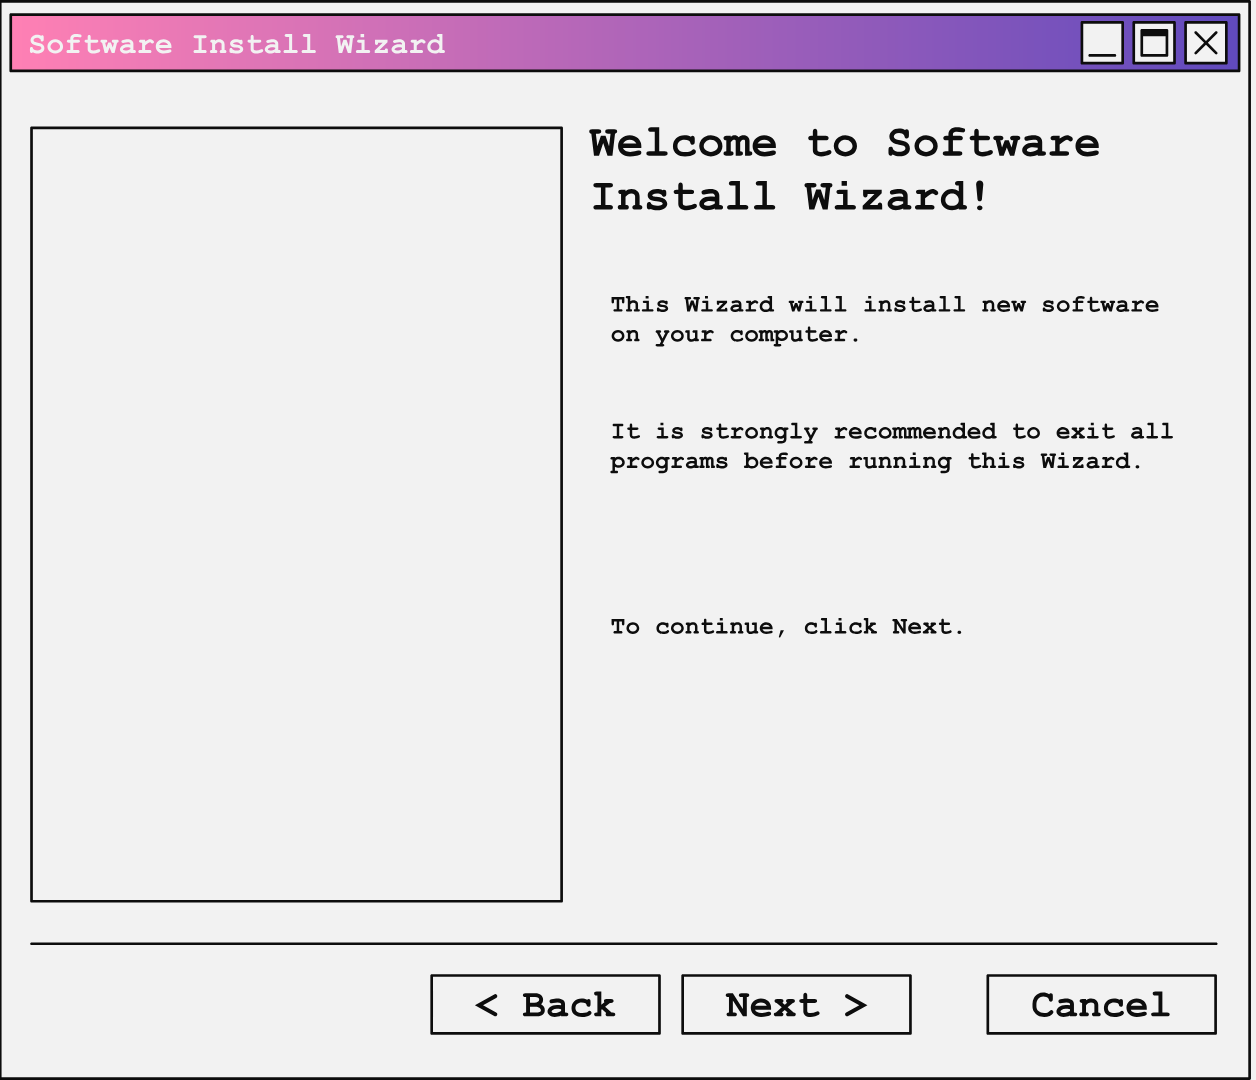 Software Install Wizard
Welcome to Software
Install Wizard!
This Wizard will install new software
on your computer.
It is strongly recommended to exit all
programs before running this Wizard.
To continue, click Next.
< Back
Next >
Cancel